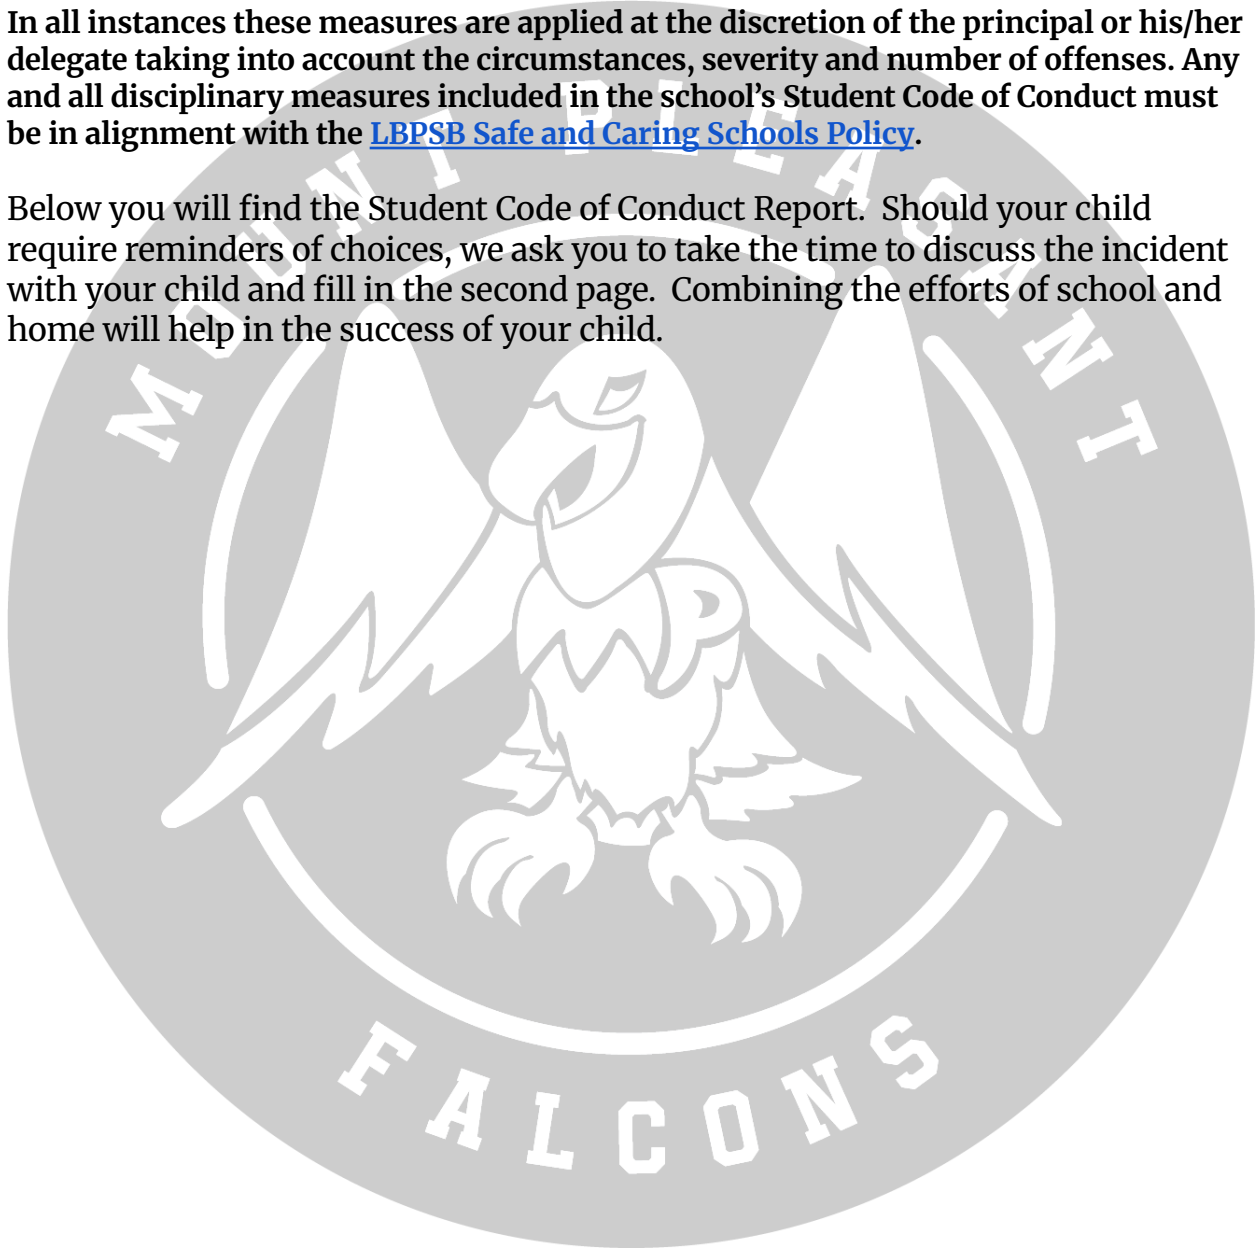 In all instances these measures are applied at the discretion of the principal or his/her
delegate taking into account the circumstances, severity and number of offenses. Any
and all disciplinary measures included in the school’s Student Code of Conduct must
be in alignment with the LBPSB Safe and Caring Schools Policy.
Below you will find the Student Code of Conduct Report.  Should your child
require reminders of choices, we ask you to take the time to discuss the incident
with your child and fill in the second page.  Combining the efforts of school and
home will help in the success of your child.
MOUNT PLEASANT
P
FALCONS